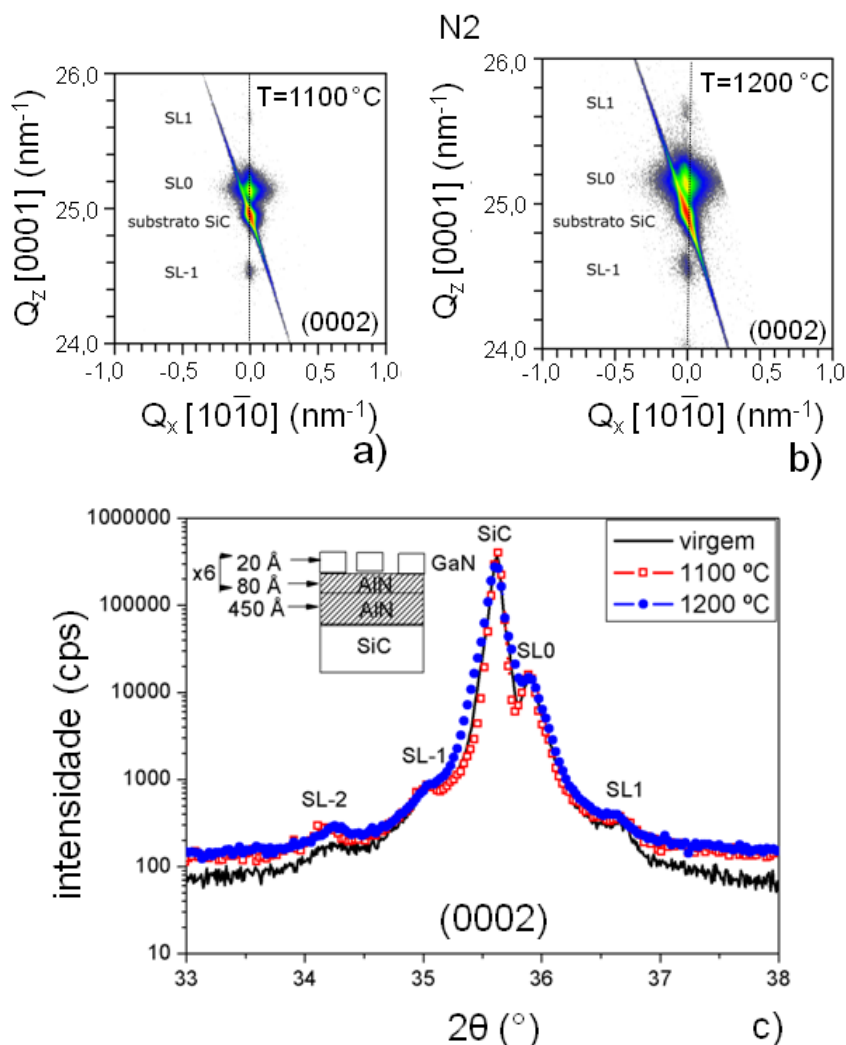 N2
26,0
T=1100 °C
SL1
SL0
25,0
substrato SiC
SL-1
24,0
(0002)
Qz [0001] (nm-1)
-1,0 -0,5 0,0 0,5 1,0
Qx [101̄0] (nm-1)
a)
26,0
T=1200 °C
SL1
SL0
25,0
substrato SiC
SL-1
24,0
(0002)
Qz [0001] (nm-1)
-1,0 -0,5 0,0 0,5 1,0
Qx [101̄0] (nm-1)
b)
1000000
100000
10000
1000
100
10
intensidade (cps)
x6
20 Å
80 Å
450 Å
GaN
AlN
AlN
SiC
SiC
SL0
SL-1
SL-2
SL1
virgem
1100 ºC
1200 ºC
(0002)
33 34 35 36 37 38
2θ (°)
c)